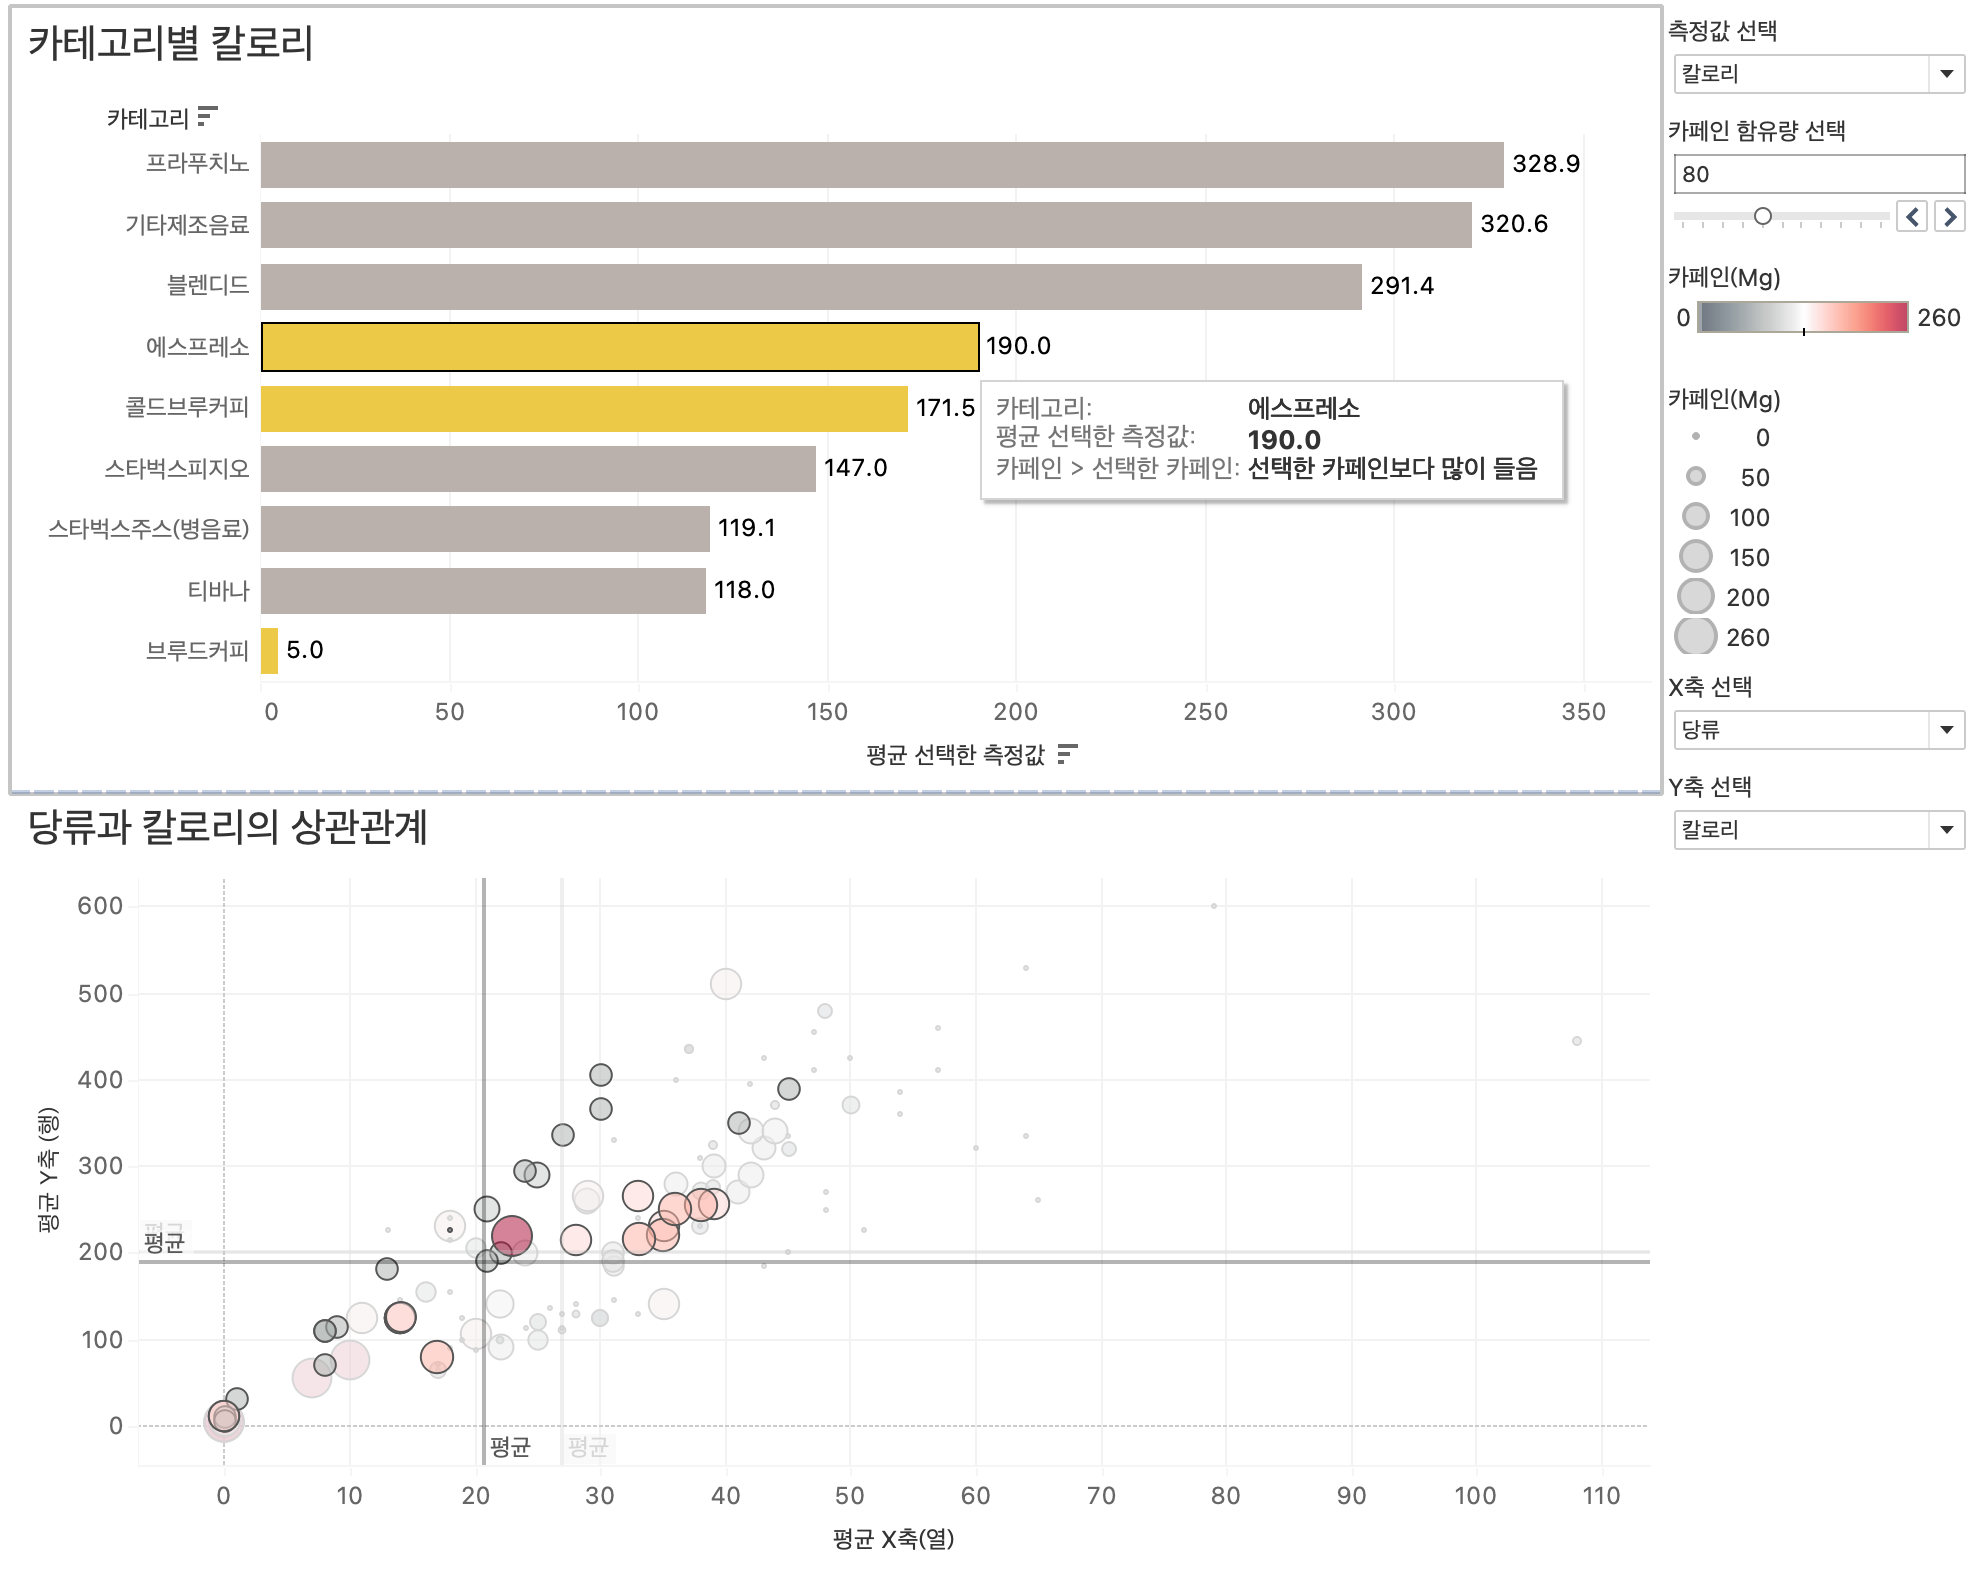 카테고리별 칼로리
카테고리
프라푸치노 328.9
기타제조음료 320.6
블렌디드 291.4
에스프레소 190.0
콜드브루커피 171.5
스타벅스피지오 147.0
스타벅스주스(병음료) 119.1
티바나 118.0
브루드커피 5.0
0 50 100 150 200 250 300 350
평균 선택한 측정값
카테고리: 에스프레소
평균 선택한 측정값: 190.0
카페인 > 선택한 카페인: 선택한 카페인보다 많이 들음
측정값 선택
칼로리
카페인 함유량 선택
80
카페인(Mg)
0 260
카페인(Mg)
0
50
100
150
200
260
X축 선택
당류
Y축 선택
칼로리
당류과 칼로리의 상관관계
평균 Y축 (행)
600
500
400
300
200
100
0
평균
평균
평균 평균
0 10 20 30 40 50 60 70 80 90 100 110
평균 X축(열)